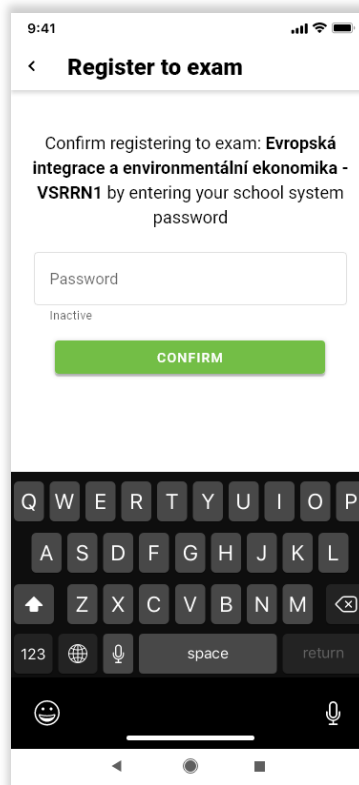 9:41
Register to exam
Confirm registering to exam: Evropská
integrace a environmentální ekonomika -
VSRRN1 by entering your school system
password
Password
Inactive
CONFIRM
Q W E R T Y U I O P
A S D F G H J K L
Z X C V B N M
123 space return